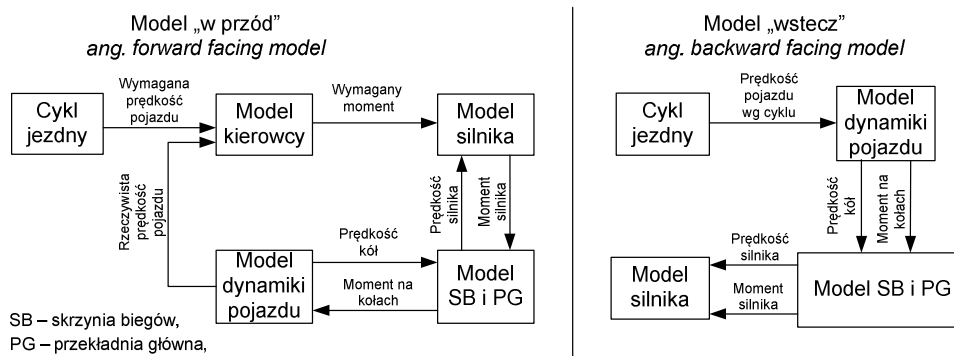 Model „w przód”
ang. forward facing model
Cykl
jezdny
Wymagana
prędkość
pojazdu
Model
kierowcy
Wymagany
moment
Model
silnika
Rzeczywista
prędkość
pojazdu
Prędkość
silnika
Moment
silnika
Model
dynamiki
pojazdu
Prędkość
kół
Moment na
kołach
Model
SB i PG
SB – skrzynia biegów,
PG – przekładnia główna,
Model „wstecz”
ang. backward facing model
Cykl
jezdny
Prędkość
pojazdu
wg cyklu
Model
dynamiki
pojazdu
Prędkość
kół
Moment na
kołach
Model
silnika
Prędkość
silnika
Moment
silnika
Model SB i PG